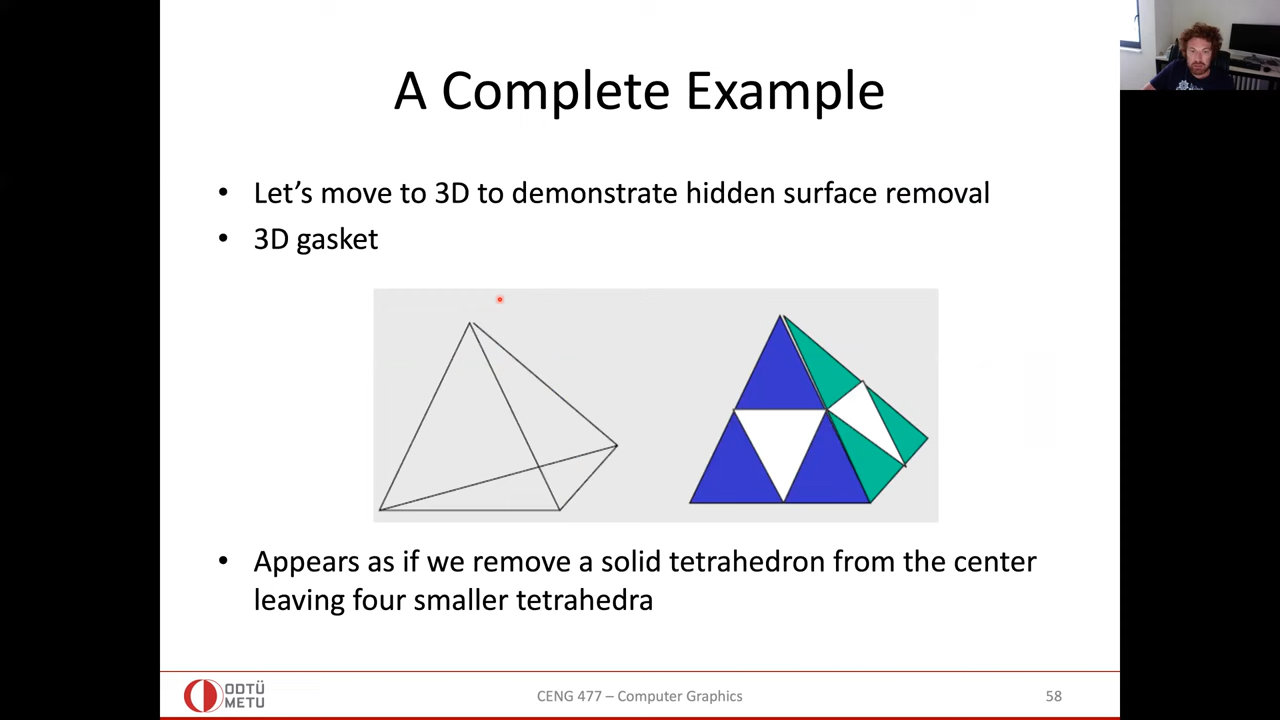 A Complete Example
• Let’s move to 3D to demonstrate hidden surface removal
• 3D gasket
• Appears as if we remove a solid tetrahedron from the center
leaving four smaller tetrahedra
ODTÜ
METU
CENG 477 – Computer Graphics
58